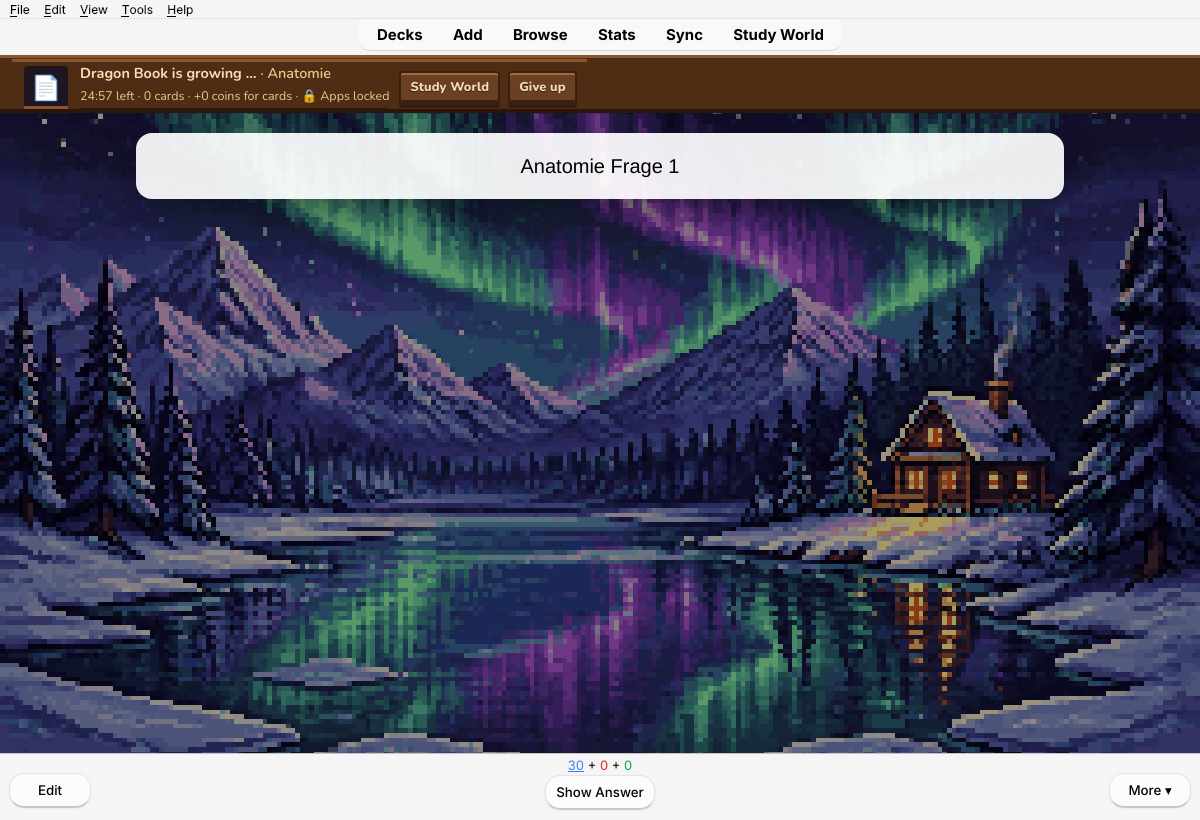 File Edit View Tools Help
Decks Add Browse Stats Sync Study World
Dragon Book is growing ... · Anatomie
24:57 left · 0 cards · +0 coins for cards · 🔒 Apps locked
Study World
Give up
Anatomie Frage 1
30 + 0 + 0
Edit
Show Answer
More ▾